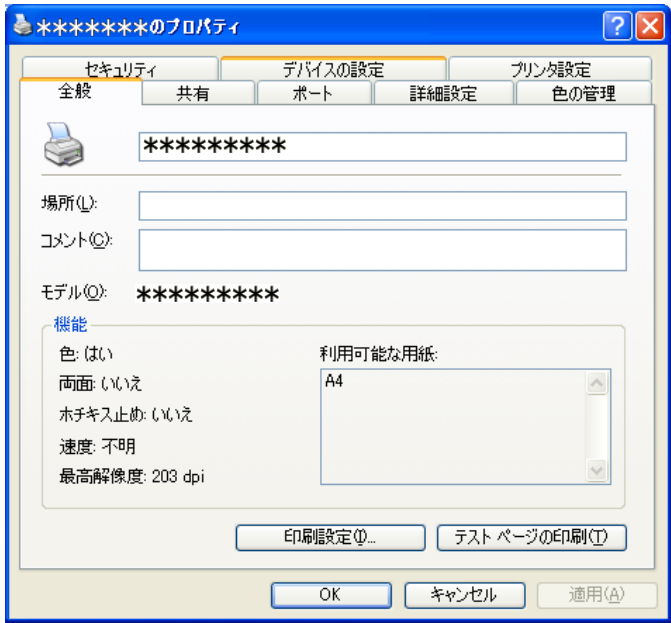 *******のプロパティ
セキュリティ デバイスの設定 プリンタ設定
全般 共有 ポート 詳細設定 色の管理
*********
場所(L):
コメント(C):
モデル(O): *********
機能
色: はい 利用可能な用紙:
両面: いいえ A4
ホチキス止め: いいえ
速度: 不明
最高解像度: 203 dpi
印刷設定(I)... テスト ページの印刷(T)
OK キャンセル 適用(A)